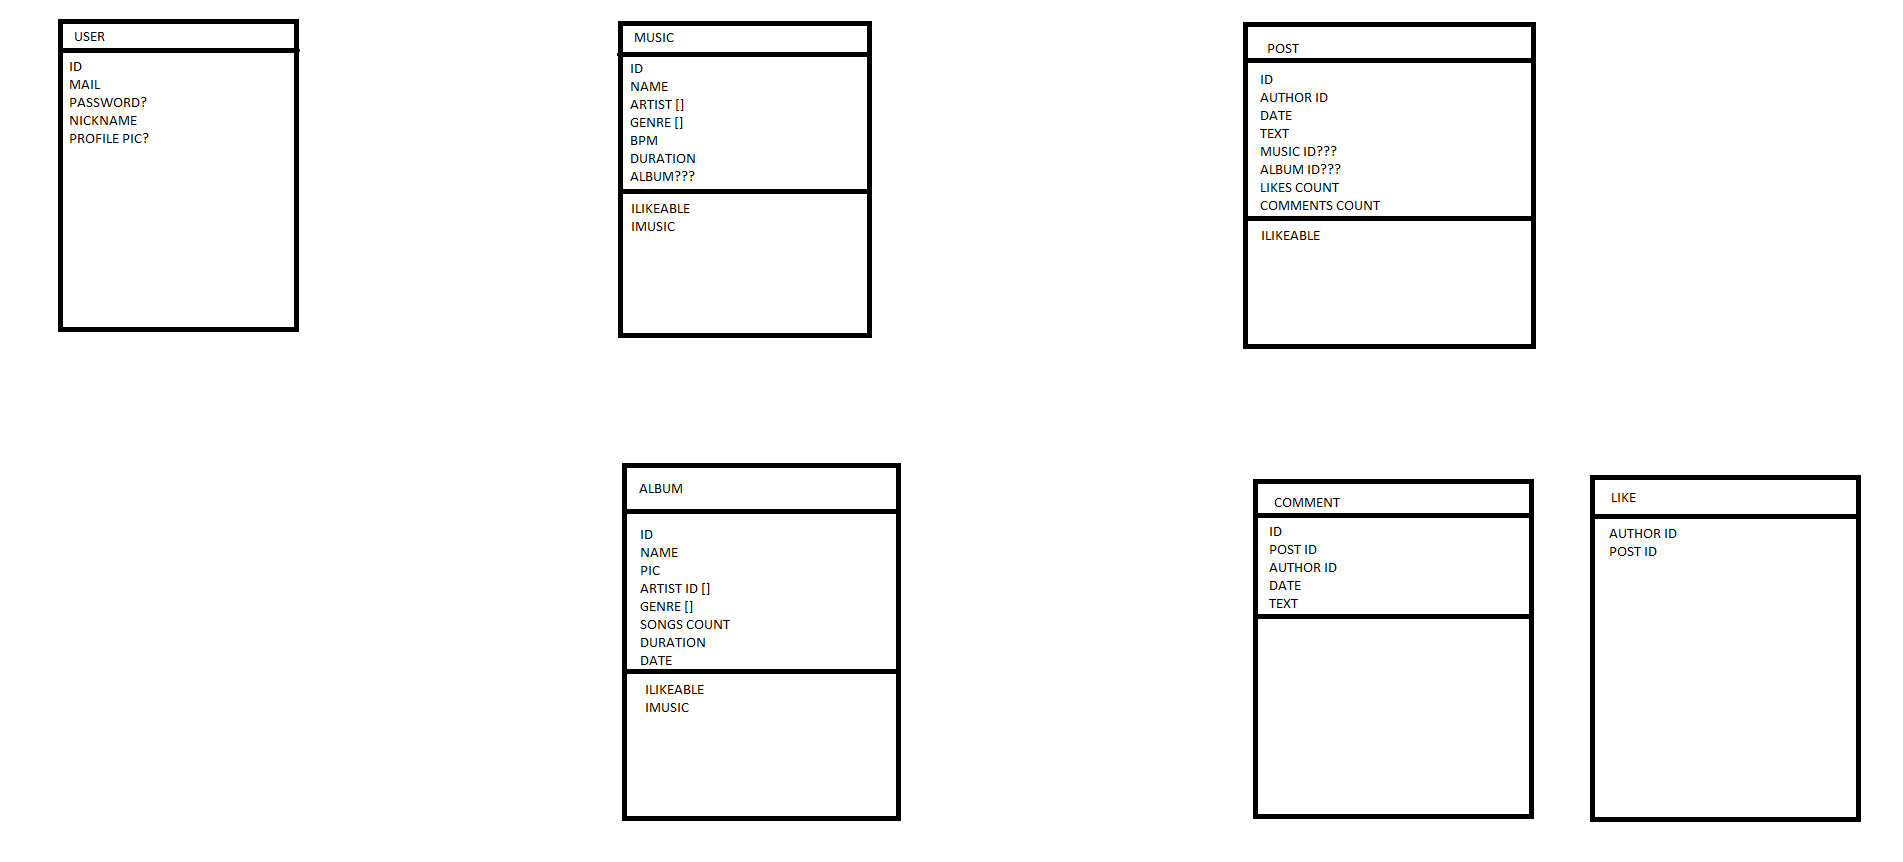 USER
ID
MAIL
PASSWORD?
NICKNAME
PROFILE PIC?
MUSIC
ID
NAME
ARTIST []
GENRE []
BPM
DURATION
ALBUM???
ILIKEABLE
IMUSIC
POST
ID
AUTHOR ID
DATE
TEXT
MUSIC ID???
ALBUM ID???
LIKES COUNT
COMMENTS COUNT
ILIKEABLE
ALBUM
ID
NAME
PIC
ARTIST ID []
GENRE []
SONGS COUNT
DURATION
DATE
ILIKEABLE
IMUSIC
COMMENT
ID
POST ID
AUTHOR ID
DATE
TEXT
LIKE
AUTHOR ID
POST ID